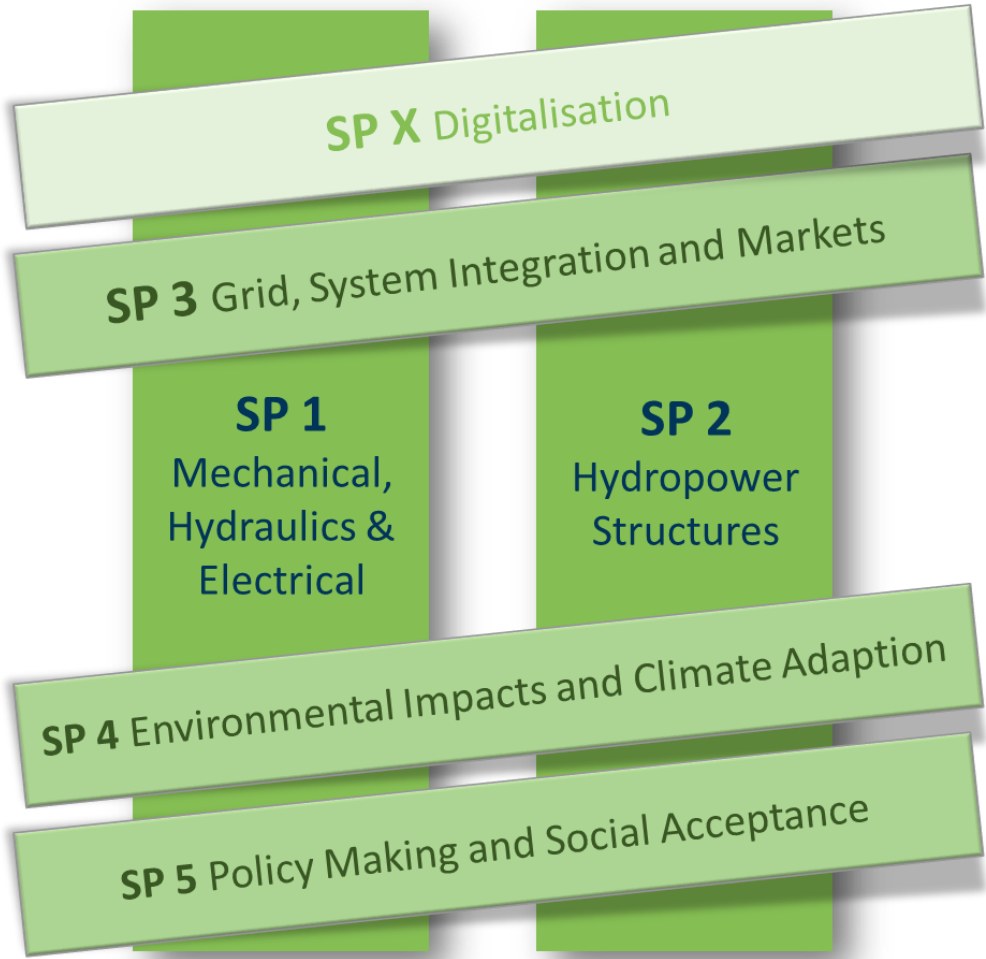 SP X Digitalisation
SP 3 Grid, System Integration and Markets
SP 1
Mechanical,
Hydraulics &
Electrical
SP 2
Hydropower
Structures
SP 4 Environmental Impacts and Climate Adaption
SP 5 Policy Making and Social Acceptance